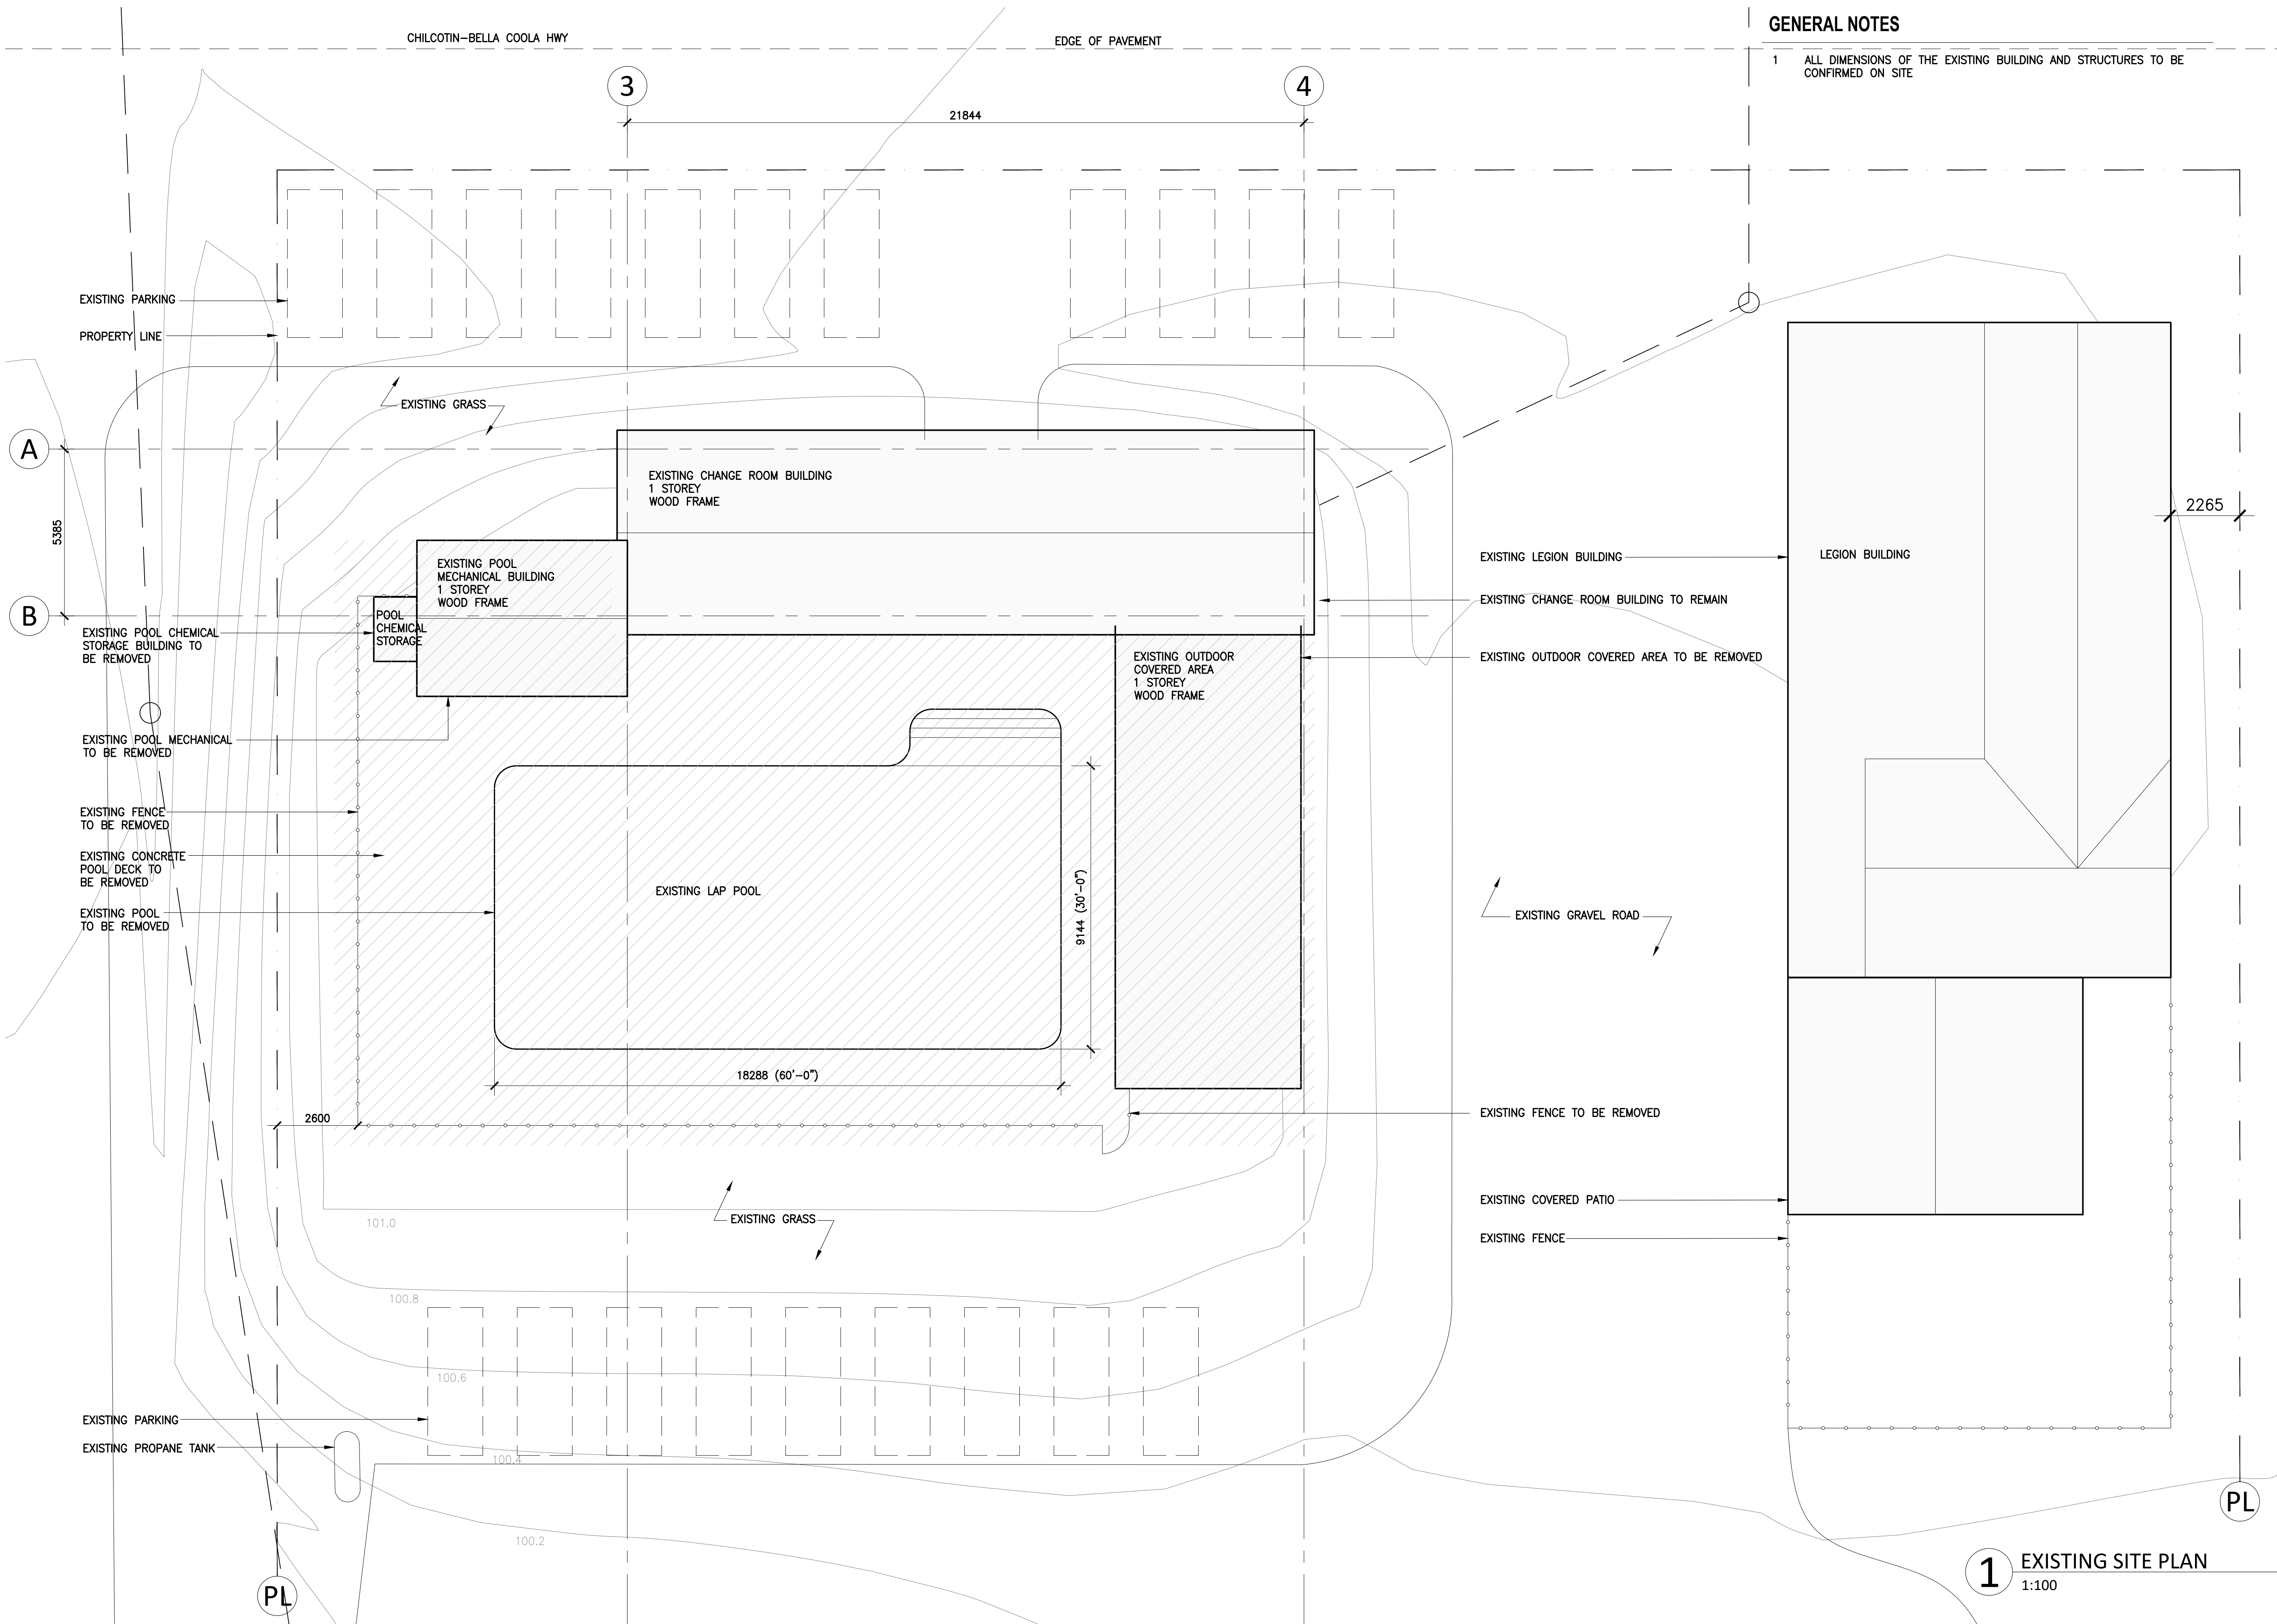 CHILCOTIN-BELLA COOLA HWY
EDGE OF PAVEMENT
GENERAL NOTES
1 ALL DIMENSIONS OF THE EXISTING BUILDING AND STRUCTURES TO BE
CONFIRMED ON SITE
3
4
21844
EXISTING PARKING
PROPERTY LINE
EXISTING GRASS
A
5385
B
EXISTING CHANGE ROOM BUILDING
1 STOREY
WOOD FRAME
EXISTING POOL
MECHANICAL BUILDING
1 STOREY
WOOD FRAME
POOL
CHEMICAL
STORAGE
EXISTING POOL CHEMICAL
STORAGE BUILDING TO
BE REMOVED
EXISTING POOL MECHANICAL
TO BE REMOVED
EXISTING FENCE
TO BE REMOVED
EXISTING CONCRETE
POOL DECK TO
BE REMOVED
EXISTING POOL
TO BE REMOVED
EXISTING LAP POOL
9144 (30'-0")
18288 (60'-0")
2600
EXISTING OUTDOOR
COVERED AREA
1 STOREY
WOOD FRAME
EXISTING LEGION BUILDING
LEGION BUILDING
2265
EXISTING CHANGE ROOM BUILDING TO REMAIN
EXISTING OUTDOOR COVERED AREA TO BE REMOVED
EXISTING GRAVEL ROAD
EXISTING FENCE TO BE REMOVED
EXISTING COVERED PATIO
EXISTING FENCE
EXISTING GRASS
101.0
100.8
100.6
100.4
100.2
EXISTING PARKING
EXISTING PROPANE TANK
PL
PL
1 EXISTING SITE PLAN
1:100